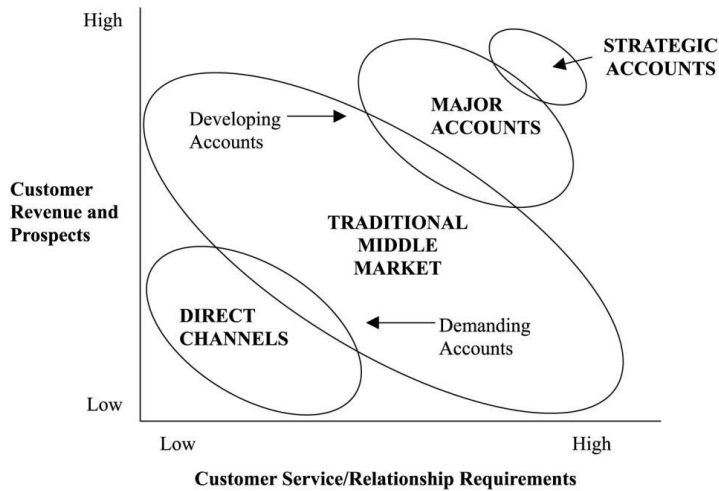 High
STRATEGIC
ACCOUNTS
MAJOR
ACCOUNTS
Developing
Accounts
Customer
Revenue and
Prospects
TRADITIONAL
MIDDLE
MARKET
DIRECT
CHANNELS
Demanding
Accounts
Low
Low
High
Customer Service/Relationship Requirements